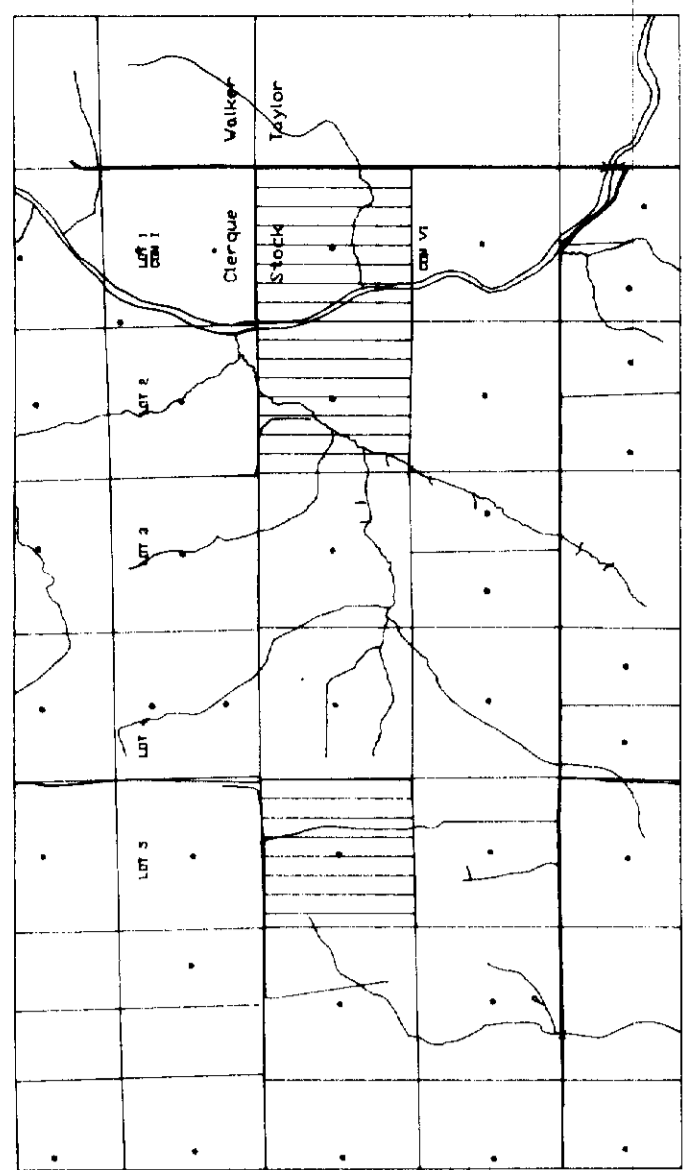 Walker
Taylor
Clerque
Stock
LOT 1
CON I
CON VI
LOT 2
LOT 3
LOT 4
LOT 5